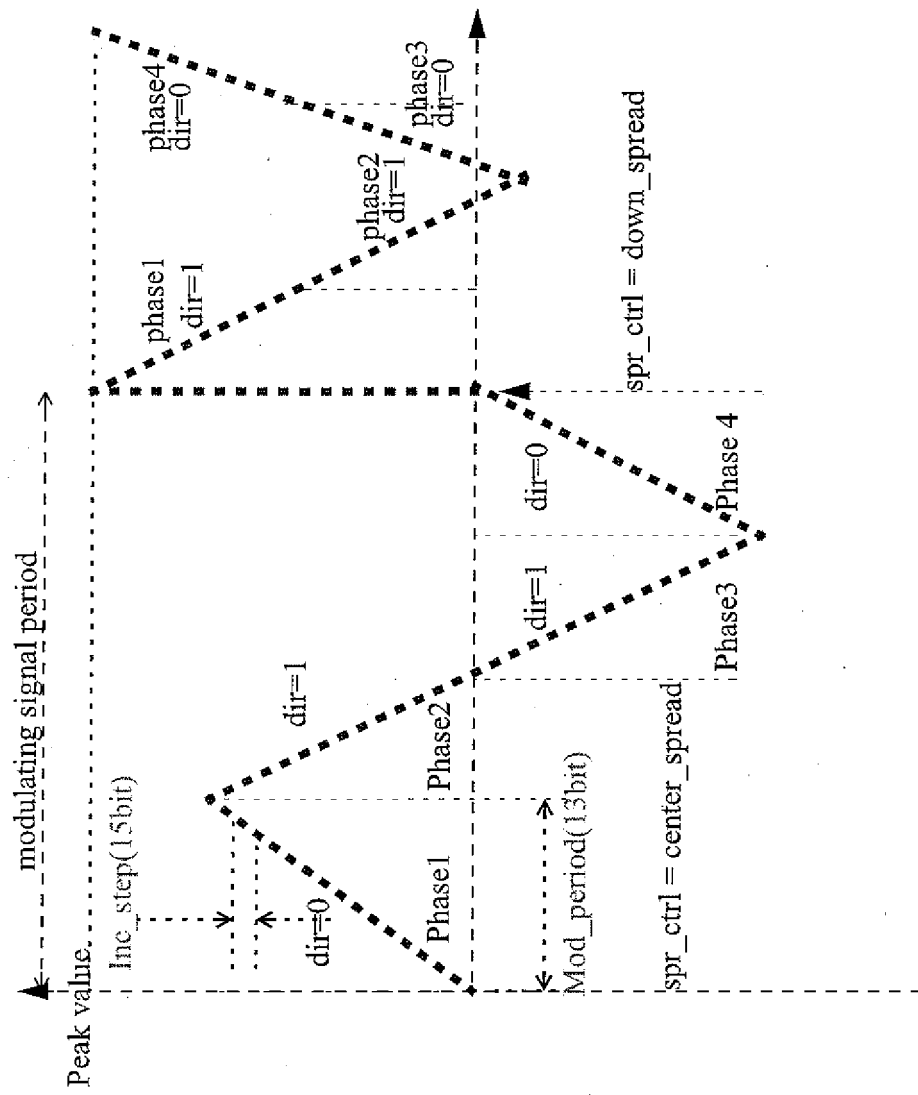 modulating signal period
Peak value
Inc_step(15bit)
dir=0
Phase1
Mod_period(13bit)
Phase2
dir=1
Phase3
dir=1
dir=0
Phase 4
spr_ctrl = center_spread
spr_ctrl = down_spread
phase1
dir=1
phase2
dir=1
phase3
dir=0
phase4
dir=0